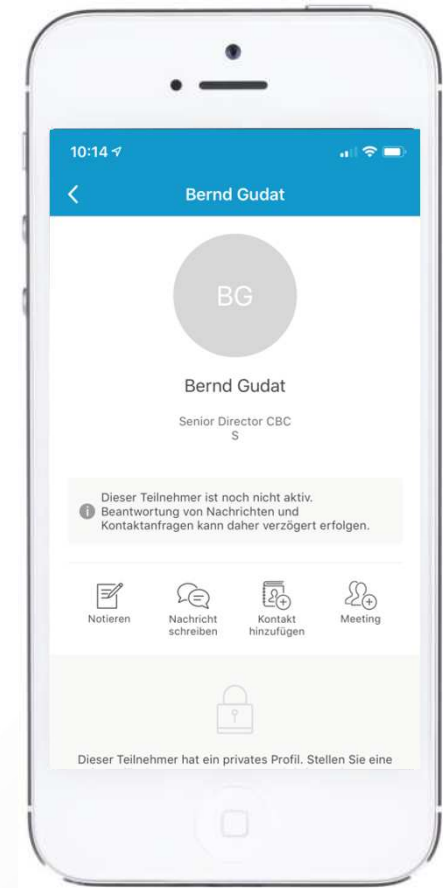 10:14
Bernd Gudat
BG
Bernd Gudat
Senior Director CBC
S
Dieser Teilnehmer ist noch nicht aktiv.
Beantwortung von Nachrichten und
Kontaktanfragen kann daher verzögert erfolgen.
Notieren
Nachricht
schreiben
Kontakt
hinzufügen
Meeting
Dieser Teilnehmer hat ein privates Profil. Stellen Sie eine